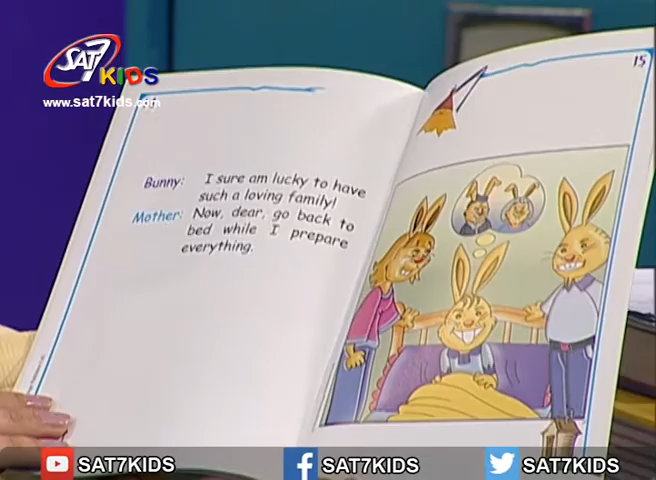 SAT7 KIDS
www.sat7kids.com
15
Bunny: I sure am lucky to have
such a loving family!
Mother: Now, dear, go back to
bed while I prepare
everything.
SAT7KIDS
SAT7KIDS
SAT7KIDS